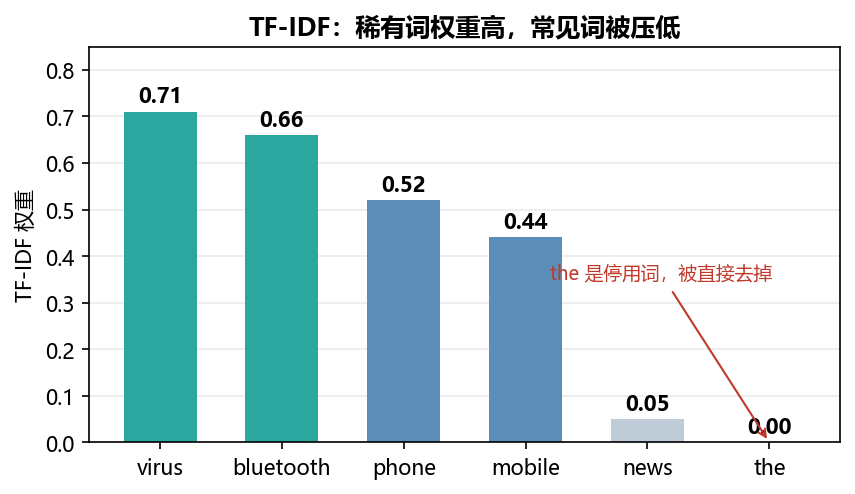 TF-IDF：稀有词权重高，常见词被压低
TF-IDF 权重
0.8
0.7
0.6
0.5
0.4
0.3
0.2
0.1
0.0
0.71
0.66
0.52
0.44
0.05
0.00
the 是停用词，被直接去掉
virus
bluetooth
phone
mobile
news
the